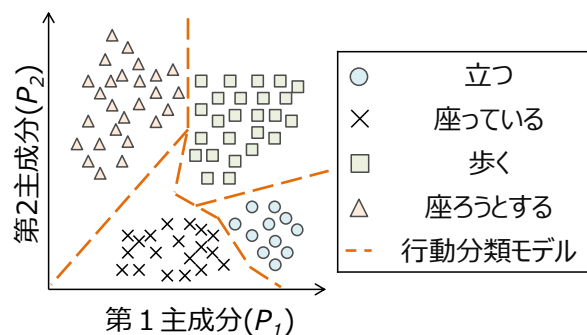 第2主成分(P2)
第1主成分(P1)
立つ
座っている
歩く
座ろうとする
行動分類モデル